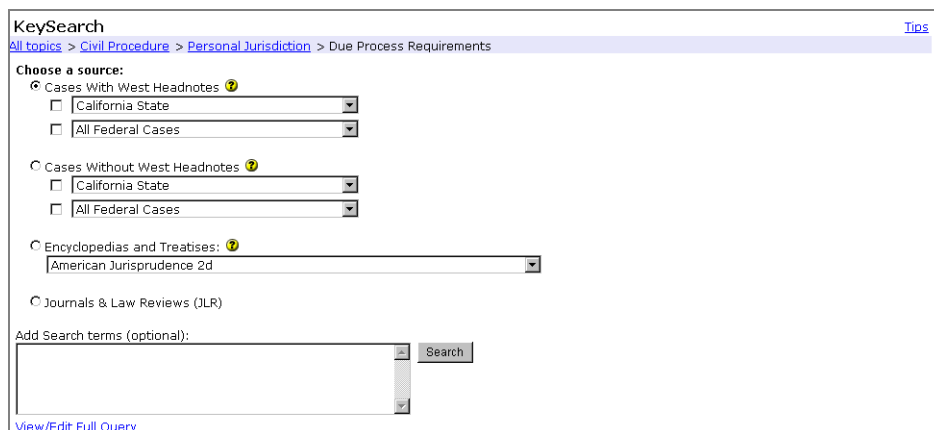 KeySearch Tips
All topics > Civil Procedure > Personal Jurisdiction > Due Process Requirements
Choose a source:
Cases With West Headnotes ?
California State
All Federal Cases
Cases Without West Headnotes ?
California State
All Federal Cases
Encyclopedias and Treatises: ?
American Jurisprudence 2d
Journals & Law Reviews (JLR)
Add Search terms (optional):
Search
View/Edit Full Query